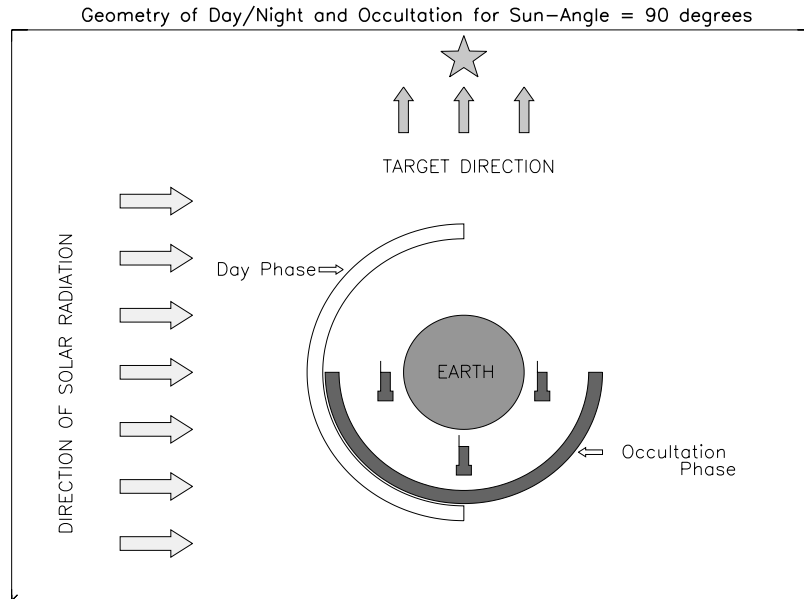 Geometry of Day/Night and Occultation for Sun-Angle = 90 degrees
TARGET DIRECTION
DIRECTION OF SOLAR RADIATION
Day Phase
EARTH
Occultation
Phase